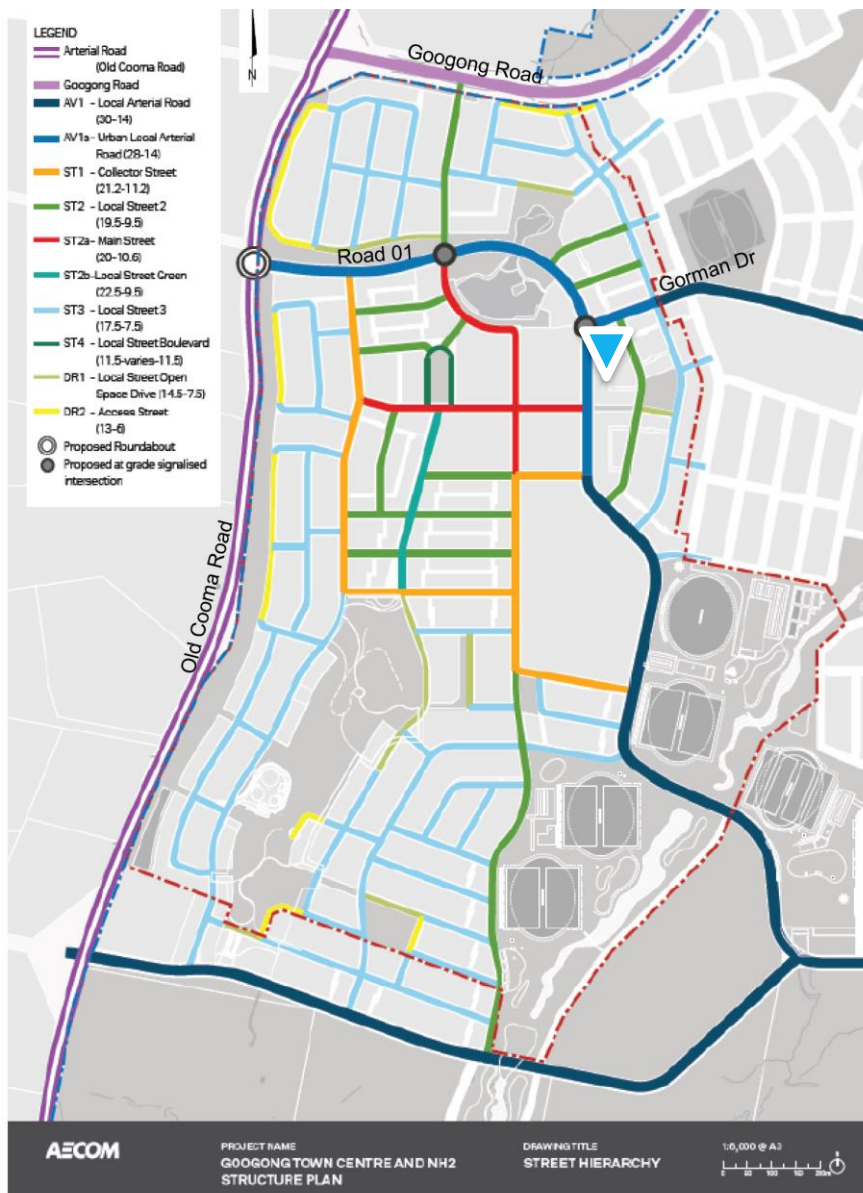 LEGEND
Arterial Road
(Old Cooma Road)
Googong Road
AV1 - Local Arterial Road
(30-14)
AV1a - Urban Local Arterial
Road (28-14)
ST1 - Collector Street
(21.2-11.2)
ST2 - Local Street 2
(19.5-9.5)
ST2a - Main Street
(20-10.6)
ST2b-Local Street Green
(22.5-9.5)
ST3 - Local Street 3
(17.5-7.5)
ST4 - Local Street Boulevard
(11.5-varies-11.5)
DR1 - Local Street Open
Space Drive (14.5-7.5)
DR2 - Access Street
(13-6)
Proposed Roundabout
Proposed at grade signalised
intersection
N
Googong Road
Road 01
Gorman Dr
Old Cooma Road
AECOM
PROJECT NAME
GOOGONG TOWN CENTRE AND NH2
STRUCTURE PLAN
DRAWING TITLE
STREET HIERARCHY
1:6,000 @ A3
0 50 100 150 200m